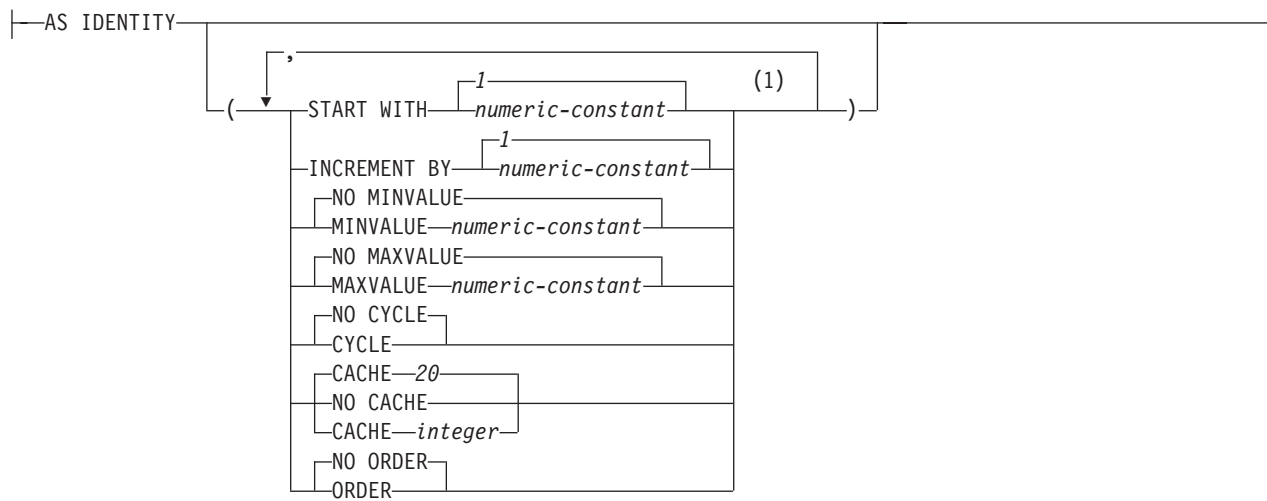 AS IDENTITY
,
1 (1)
( START WITH numeric-constant )
1
INCREMENT BY numeric-constant
NO MINVALUE
MINVALUE numeric-constant
NO MAXVALUE
MAXVALUE numeric-constant
NO CYCLE
CYCLE
CACHE 20
NO CACHE
CACHE integer
NO ORDER
ORDER